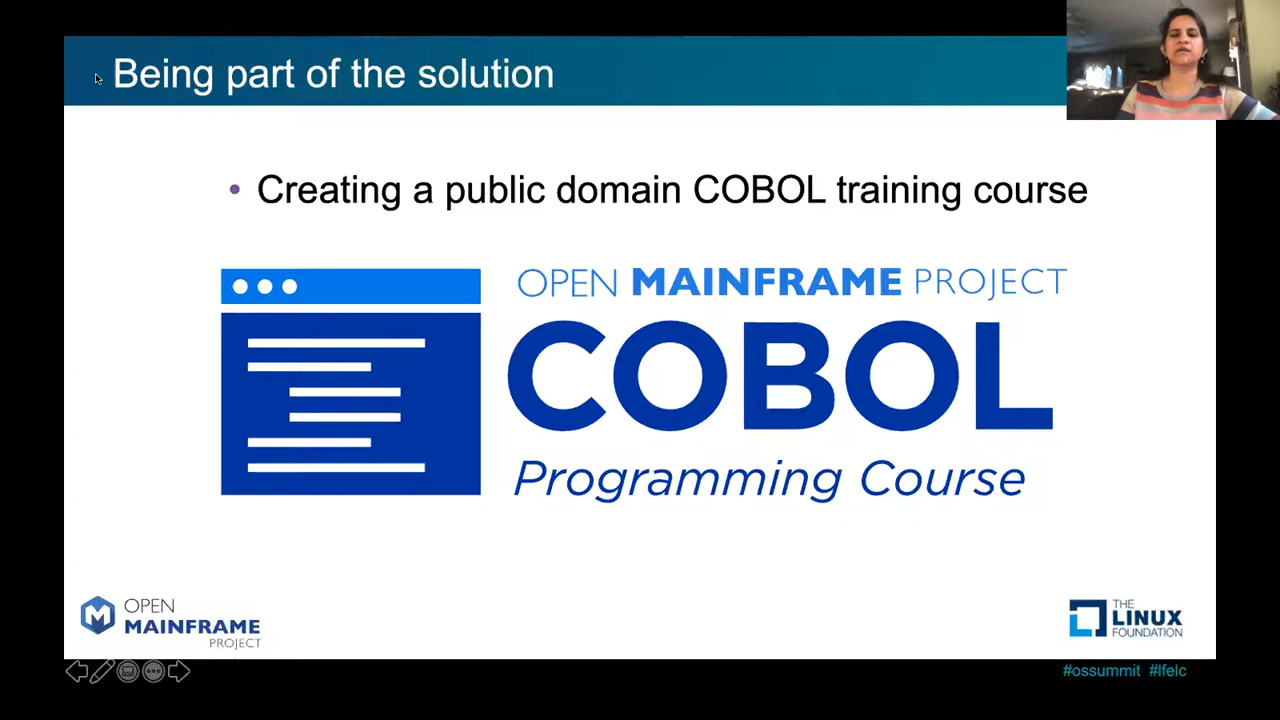 Being part of the solution
• Creating a public domain COBOL training course
OPEN MAINFRAME PROJECT
COBOL
Programming Course
OPEN
MAINFRAME
PROJECT
THE
LINUX
FOUNDATION
#ossummit #lfelc